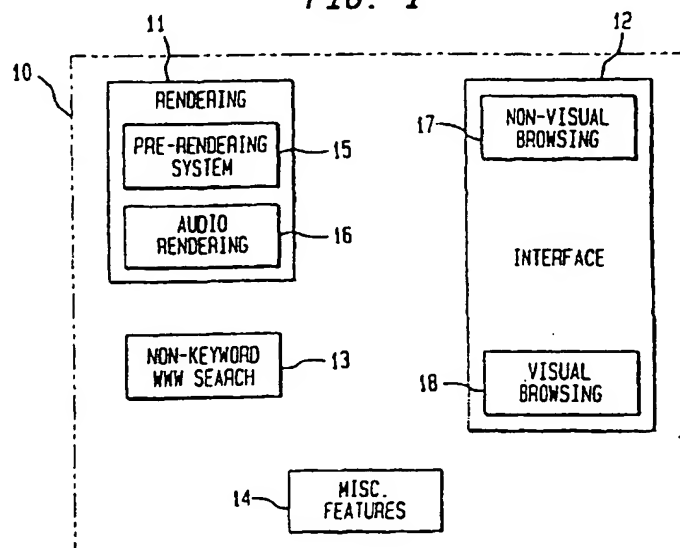 FIG. 1
11
12
10
RENDERING
PRE-RENDERING
SYSTEM
15
AUDIO
RENDERING
16
17
NON-VISUAL
BROWSING
INTERFACE
NON-KEYWORD
WWW SEARCH
13
18
VISUAL
BROWSING
14
MISC.
FEATURES